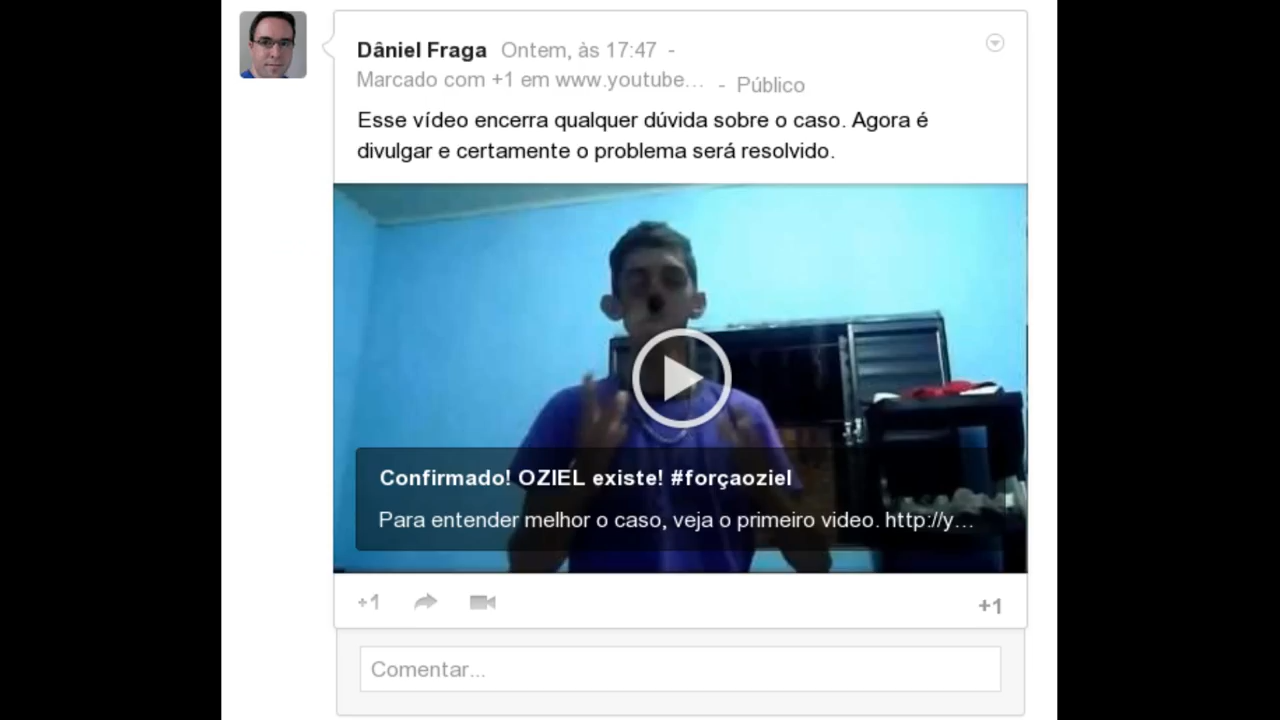 Dâniel Fraga Ontem, às 17:47 -
Marcado com +1 em www.youtube... - Público
Esse vídeo encerra qualquer dúvida sobre o caso. Agora é
divulgar e certamente o problema será resolvido.
Confirmado! OZIEL existe! #forçaoziel
Para entender melhor o caso, veja o primeiro video. http://y...
+1 +1
Comentar...